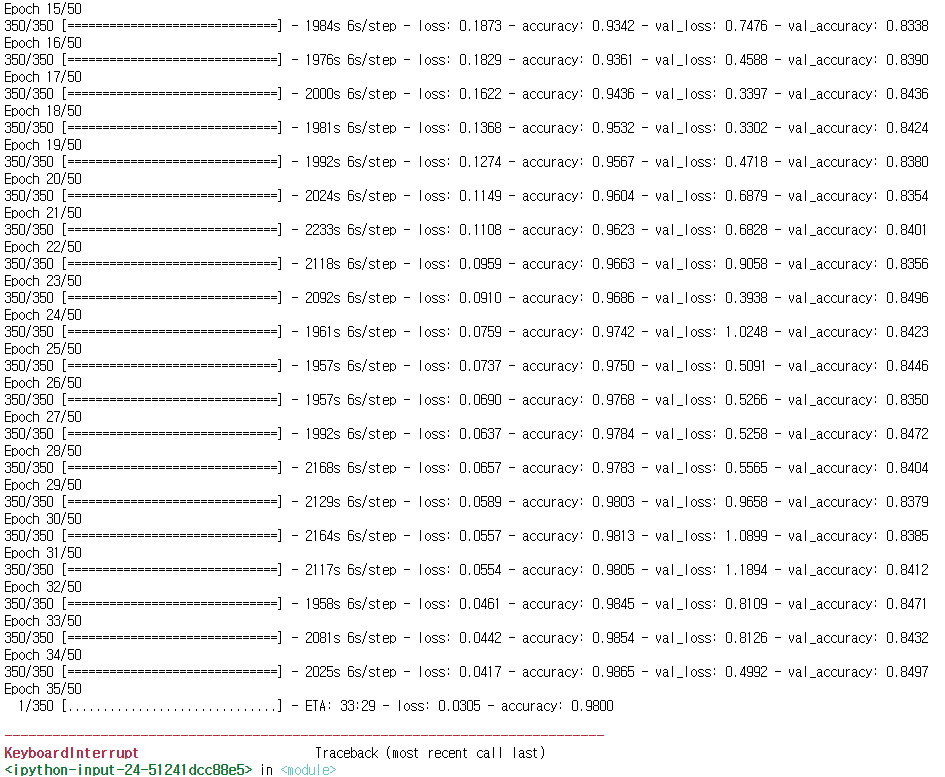 Epoch 15/50
350/350 [==============================] - 1984s 6s/step - loss: 0.1873 - accuracy: 0.9342 - val_loss: 0.7476 - val_accuracy: 0.8338
Epoch 16/50
350/350 [==============================] - 1976s 6s/step - loss: 0.1829 - accuracy: 0.9361 - val_loss: 0.4588 - val_accuracy: 0.8390
Epoch 17/50
350/350 [==============================] - 2000s 6s/step - loss: 0.1622 - accuracy: 0.9436 - val_loss: 0.3397 - val_accuracy: 0.8436
Epoch 18/50
350/350 [==============================] - 1981s 6s/step - loss: 0.1368 - accuracy: 0.9532 - val_loss: 0.3302 - val_accuracy: 0.8424
Epoch 19/50
350/350 [==============================] - 1992s 6s/step - loss: 0.1274 - accuracy: 0.9567 - val_loss: 0.4718 - val_accuracy: 0.8380
Epoch 20/50
350/350 [==============================] - 2024s 6s/step - loss: 0.1149 - accuracy: 0.9604 - val_loss: 0.6879 - val_accuracy: 0.8354
Epoch 21/50
350/350 [==============================] - 2233s 6s/step - loss: 0.1108 - accuracy: 0.9623 - val_loss: 0.6828 - val_accuracy: 0.8401
Epoch 22/50
350/350 [==============================] - 2118s 6s/step - loss: 0.0959 - accuracy: 0.9663 - val_loss: 0.9058 - val_accuracy: 0.8356
Epoch 23/50
350/350 [==============================] - 2092s 6s/step - loss: 0.0910 - accuracy: 0.9686 - val_loss: 0.3938 - val_accuracy: 0.8496
Epoch 24/50
350/350 [==============================] - 1961s 6s/step - loss: 0.0759 - accuracy: 0.9742 - val_loss: 1.0248 - val_accuracy: 0.8423
Epoch 25/50
350/350 [==============================] - 1957s 6s/step - loss: 0.0737 - accuracy: 0.9750 - val_loss: 0.5091 - val_accuracy: 0.8446
Epoch 26/50
350/350 [==============================] - 1957s 6s/step - loss: 0.0690 - accuracy: 0.9768 - val_loss: 0.5266 - val_accuracy: 0.8350
Epoch 27/50
350/350 [==============================] - 1992s 6s/step - loss: 0.0637 - accuracy: 0.9784 - val_loss: 0.5258 - val_accuracy: 0.8472
Epoch 28/50
350/350 [==============================] - 2168s 6s/step - loss: 0.0657 - accuracy: 0.9783 - val_loss: 0.5565 - val_accuracy: 0.8404
Epoch 29/50
350/350 [==============================] - 2129s 6s/step - loss: 0.0589 - accuracy: 0.9803 - val_loss: 0.9658 - val_accuracy: 0.8379
Epoch 30/50
350/350 [==============================] - 2164s 6s/step - loss: 0.0557 - accuracy: 0.9813 - val_loss: 1.0899 - val_accuracy: 0.8385
Epoch 31/50
350/350 [==============================] - 2117s 6s/step - loss: 0.0554 - accuracy: 0.9805 - val_loss: 1.1894 - val_accuracy: 0.8412
Epoch 32/50
350/350 [==============================] - 1958s 6s/step - loss: 0.0461 - accuracy: 0.9845 - val_loss: 0.8109 - val_accuracy: 0.8471
Epoch 33/50
350/350 [==============================] - 2081s 6s/step - loss: 0.0442 - accuracy: 0.9854 - val_loss: 0.8126 - val_accuracy: 0.8432
Epoch 34/50
350/350 [==============================] - 2025s 6s/step - loss: 0.0417 - accuracy: 0.9865 - val_loss: 0.4992 - val_accuracy: 0.8497
Epoch 35/50
1/350 [..............................] - ETA: 33:29 - loss: 0.0305 - accuracy: 0.9800
---------------------------------------------------------------------------
KeyboardInterrupt Traceback (most recent call last)
<ipython-input-24-51241dcc88e5> in <module>